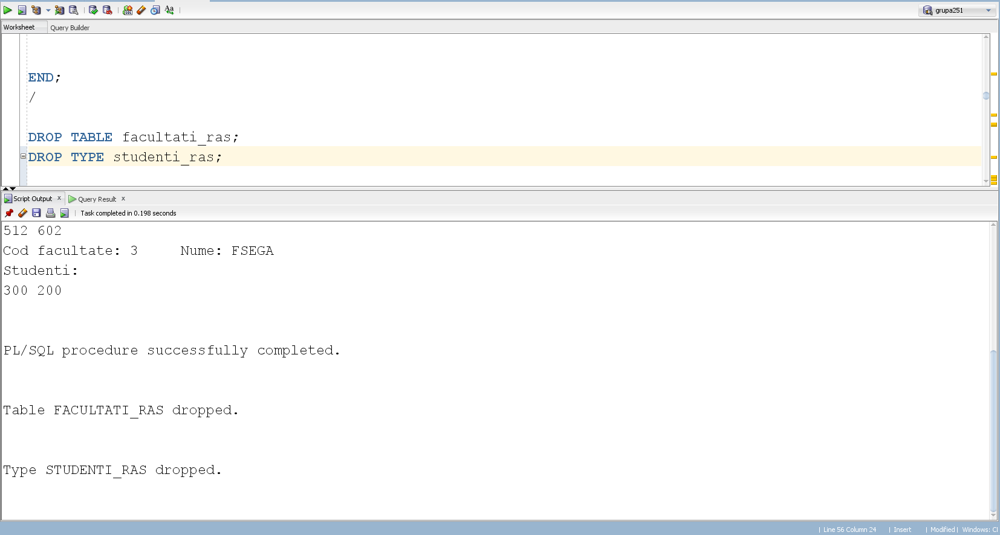 grupa251
Worksheet Query Builder
END;
/
DROP TABLE facultati_ras;
DROP TYPE studenti_ras;
Script Output x Query Result x
Task completed in 0.198 seconds
512 602
Cod facultate: 3 Nume: FSEGA
Studenti:
300 200
PL/SQL procedure successfully completed.
Table FACULTATI_RAS dropped.
Type STUDENTI_RAS dropped.
| Line 56 Column 24 | Insert | Modified | Windows: Cl